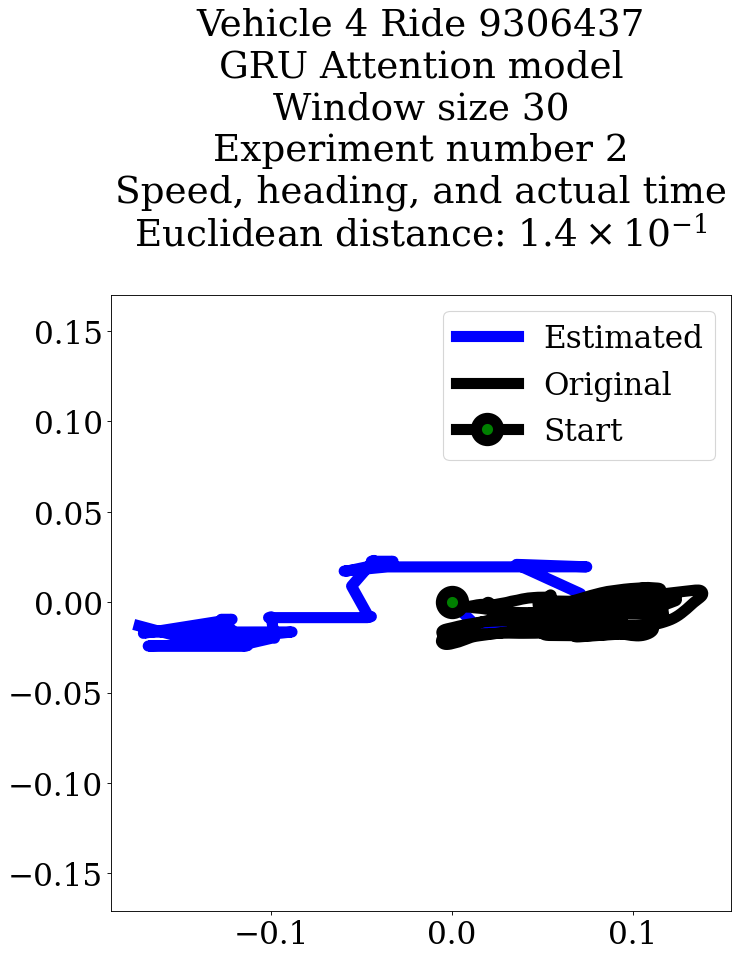 Vehicle 4 Ride 9306437
GRU Attention model
Window size 30
Experiment number 2
Speed, heading, and actual time
Euclidean distance: 1.4 × 10⁻¹
Estimated
Original
Start
0.15
0.10
0.05
0.00
−0.05
−0.10
−0.15
−0.1
0.0
0.1